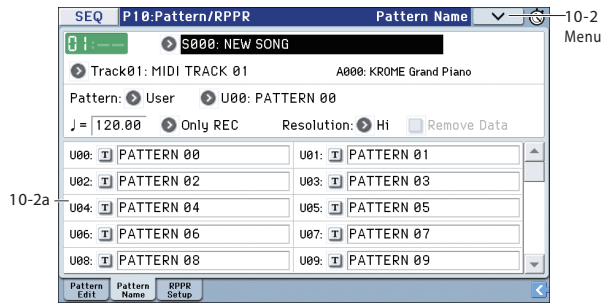 SEQ P10:Pattern/RPPR Pattern Name
10-2
Menu
01:-- S000: NEW SONG
Track01: MIDI TRACK 01 A000: KROME Grand Piano
Pattern: User U00: PATTERN 00
♩= 120.00 Only REC Resolution: Hi Remove Data
U00: T PATTERN 00 U01: T PATTERN 01
U02: T PATTERN 02 U03: T PATTERN 03
10-2a
U04: T PATTERN 04 U05: T PATTERN 05
U06: T PATTERN 06 U07: T PATTERN 07
U08: T PATTERN 08 U09: T PATTERN 09
Pattern Edit Pattern Name RPPR Setup